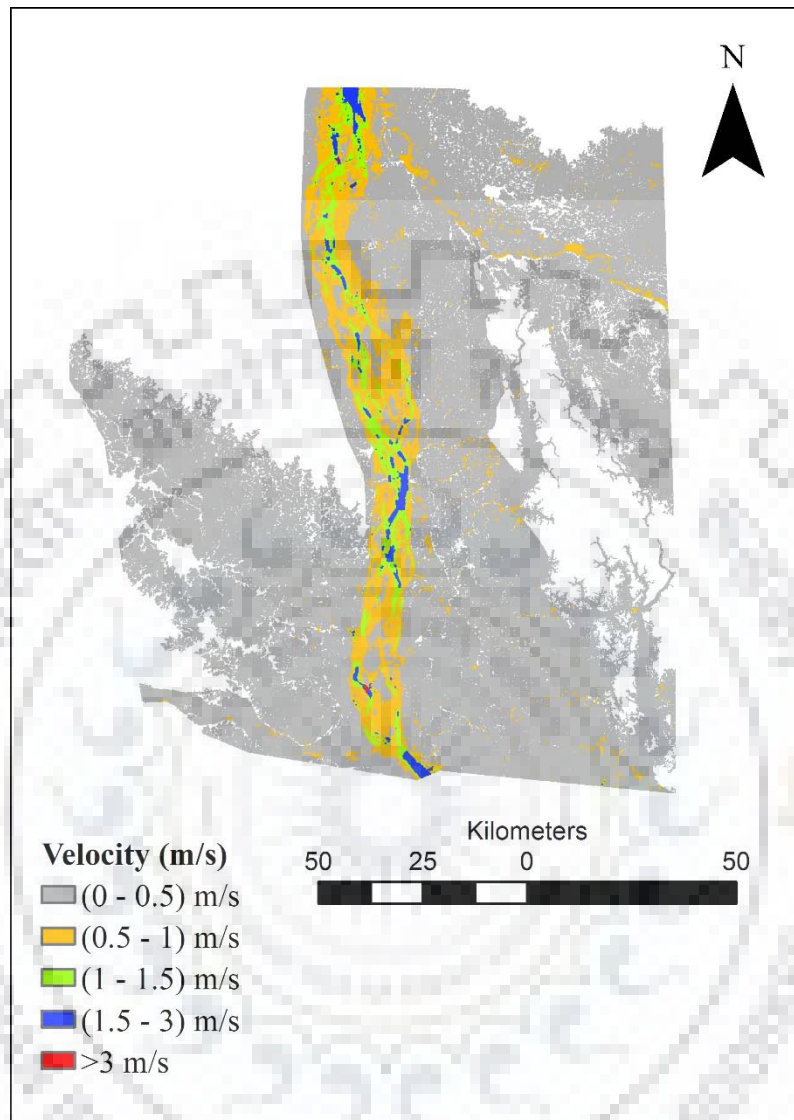 N
Kilometers
50 25 0 50
Velocity (m/s)
(0 - 0.5) m/s
(0.5 - 1) m/s
(1 - 1.5) m/s
(1.5 - 3) m/s
>3 m/s